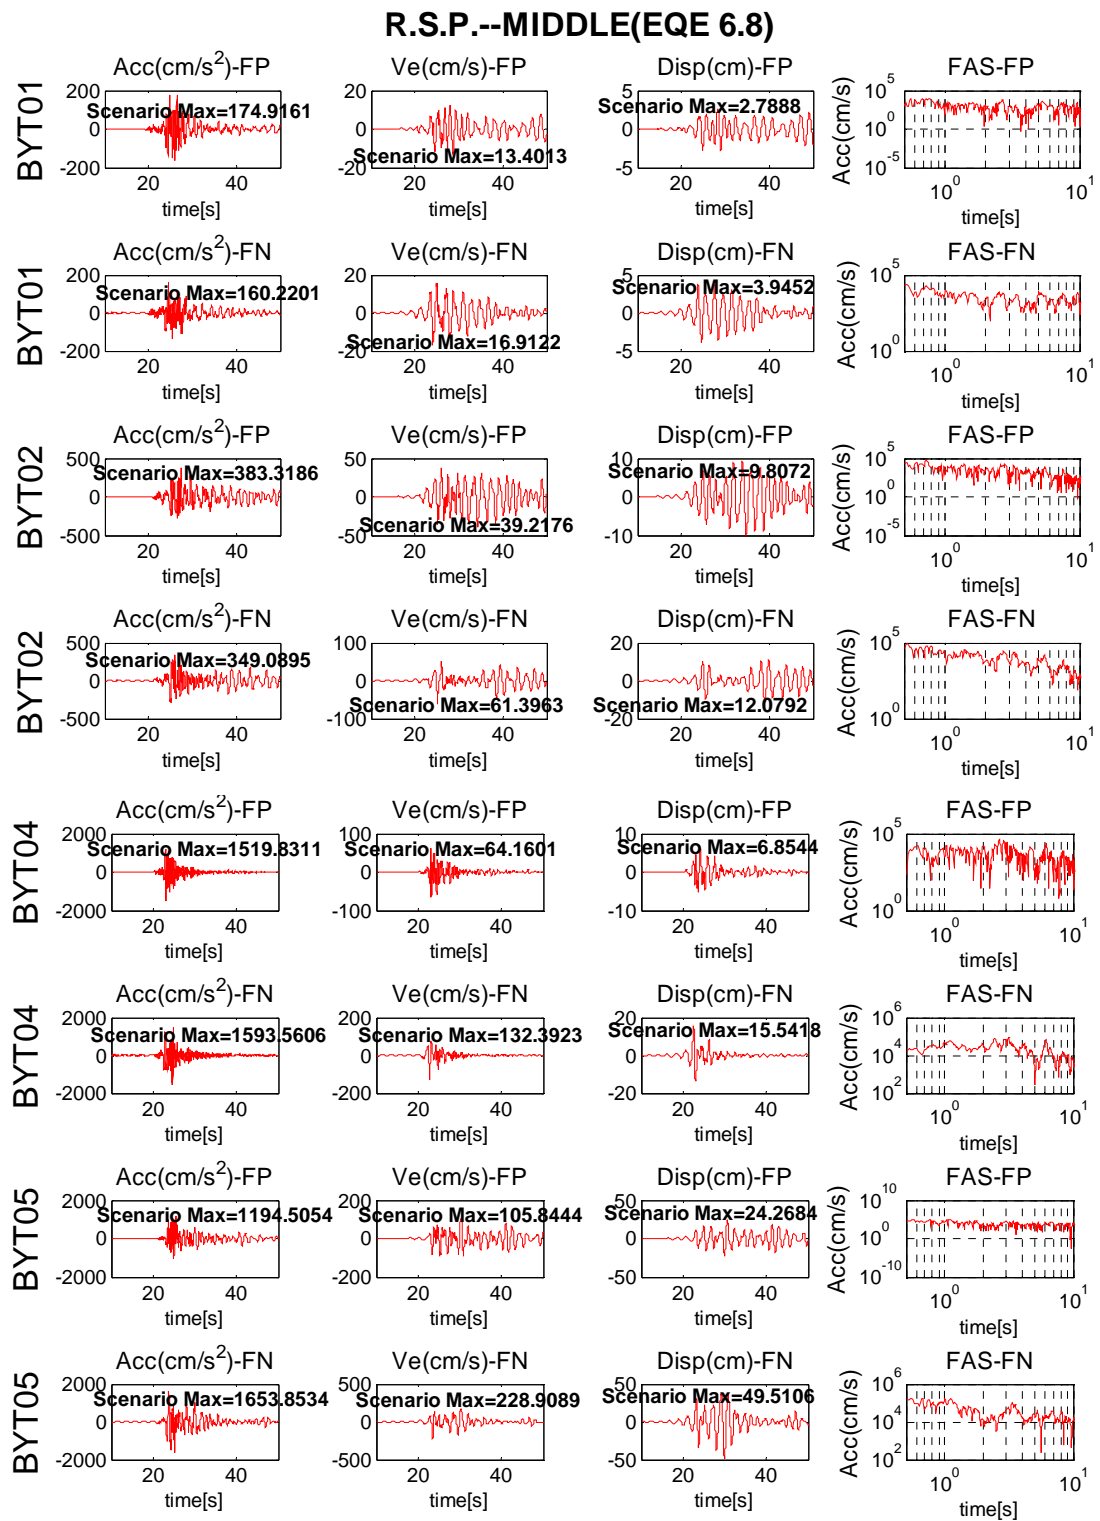 R.S.P.--MIDDLE(EQE 6.8)
BYT01
Acc(cm/s²)-FP
200
0
-200
Scenario Max=174.9161
20 40
time[s]
Ve(cm/s)-FP
20
0
-20
Scenario Max=13.4013
20 40
time[s]
Disp(cm)-FP
5
0
-5
Scenario Max=2.7888
20 40
time[s]
FAS-FP
Acc(cm/s)
10^5
10^0
10^-5
10^0 10^1
time[s]
BYT01
Acc(cm/s²)-FN
200
0
-200
Scenario Max=160.2201
20 40
time[s]
Ve(cm/s)-FN
20
0
-20
Scenario Max=16.9122
20 40
time[s]
Disp(cm)-FN
5
0
-5
Scenario Max=3.9452
20 40
time[s]
FAS-FN
Acc(cm/s)
10^5
10^0
10^0 10^1
time[s]
BYT02
Acc(cm/s²)-FP
500
0
-500
Scenario Max=383.3186
20 40
time[s]
Ve(cm/s)-FP
50
0
-50
Scenario Max=39.2176
20 40
time[s]
Disp(cm)-FP
10
0
-10
Scenario Max=9.8072
20 40
time[s]
FAS-FP
Acc(cm/s)
10^5
10^0
10^-5
10^0 10^1
time[s]
BYT02
Acc(cm/s²)-FN
500
0
-500
Scenario Max=349.0895
20 40
time[s]
Ve(cm/s)-FN
100
0
-100
Scenario Max=61.3963
20 40
time[s]
Disp(cm)-FN
20
0
-20
Scenario Max=12.0792
20 40
time[s]
FAS-FN
Acc(cm/s)
10^5
10^0
10^0 10^1
time[s]
BYT04
Acc(cm/s²)-FP
2000
0
-2000
Scenario Max=1519.8311
20 40
time[s]
Ve(cm/s)-FP
100
0
-100
Scenario Max=64.1601
20 40
time[s]
Disp(cm)-FP
10
0
-10
Scenario Max=6.8544
20 40
time[s]
FAS-FP
Acc(cm/s)
10^5
10^0
10^0 10^1
time[s]
BYT04
Acc(cm/s²)-FN
2000
0
-2000
Scenario Max=1593.5606
20 40
time[s]
Ve(cm/s)-FN
200
0
-200
Scenario Max=132.3923
20 40
time[s]
Disp(cm)-FN
20
0
-20
Scenario Max=15.5418
20 40
time[s]
FAS-FN
Acc(cm/s)
10^6
10^4
10^2
10^0 10^1
time[s]
BYT05
Acc(cm/s²)-FP
2000
0
-2000
Scenario Max=1194.5054
20 40
time[s]
Ve(cm/s)-FP
200
0
-200
Scenario Max=105.8444
20 40
time[s]
Disp(cm)-FP
50
0
-50
Scenario Max=24.2684
20 40
time[s]
FAS-FP
Acc(cm/s)
10^10
10^0
10^-10
10^0 10^1
time[s]
BYT05
Acc(cm/s²)-FN
2000
0
-2000
Scenario Max=1653.8534
20 40
time[s]
Ve(cm/s)-FN
500
0
-500
Scenario Max=228.9089
20 40
time[s]
Disp(cm)-FN
50
0
-50
Scenario Max=49.5106
20 40
time[s]
FAS-FN
Acc(cm/s)
10^6
10^4
10^2
10^0 10^1
time[s]